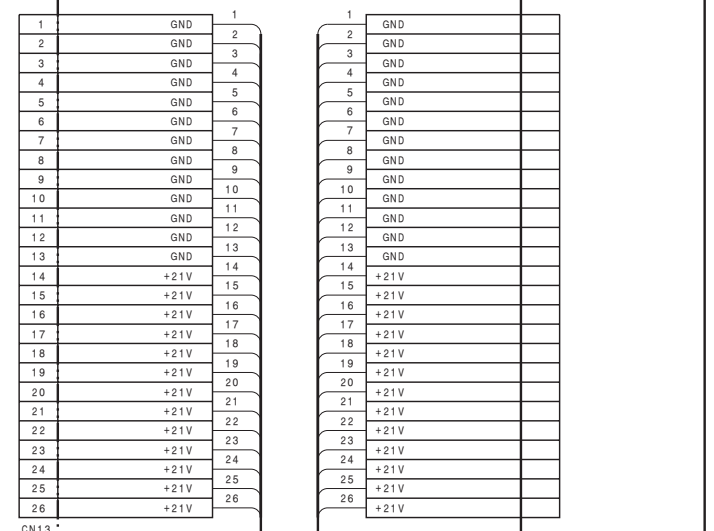 1 GND 1 1 GND
2 GND 2 2 GND
3 GND 3 3 GND
4 GND 4 4 GND
5 GND 5 5 GND
6 GND 6 6 GND
7 GND 7 7 GND
8 GND 8 8 GND
9 GND 9 9 GND
10 GND 10 10 GND
11 GND 11 11 GND
12 GND 12 12 GND
13 GND 13 13 GND
14 +21V 14 14 +21V
15 +21V 15 15 +21V
16 +21V 16 16 +21V
17 +21V 17 17 +21V
18 +21V 18 18 +21V
19 +21V 19 19 +21V
20 +21V 20 20 +21V
21 +21V 21 21 +21V
22 +21V 22 22 +21V
23 +21V 23 23 +21V
24 +21V 24 24 +21V
25 +21V 25 25 +21V
26 +21V 26 26 +21V
CN13